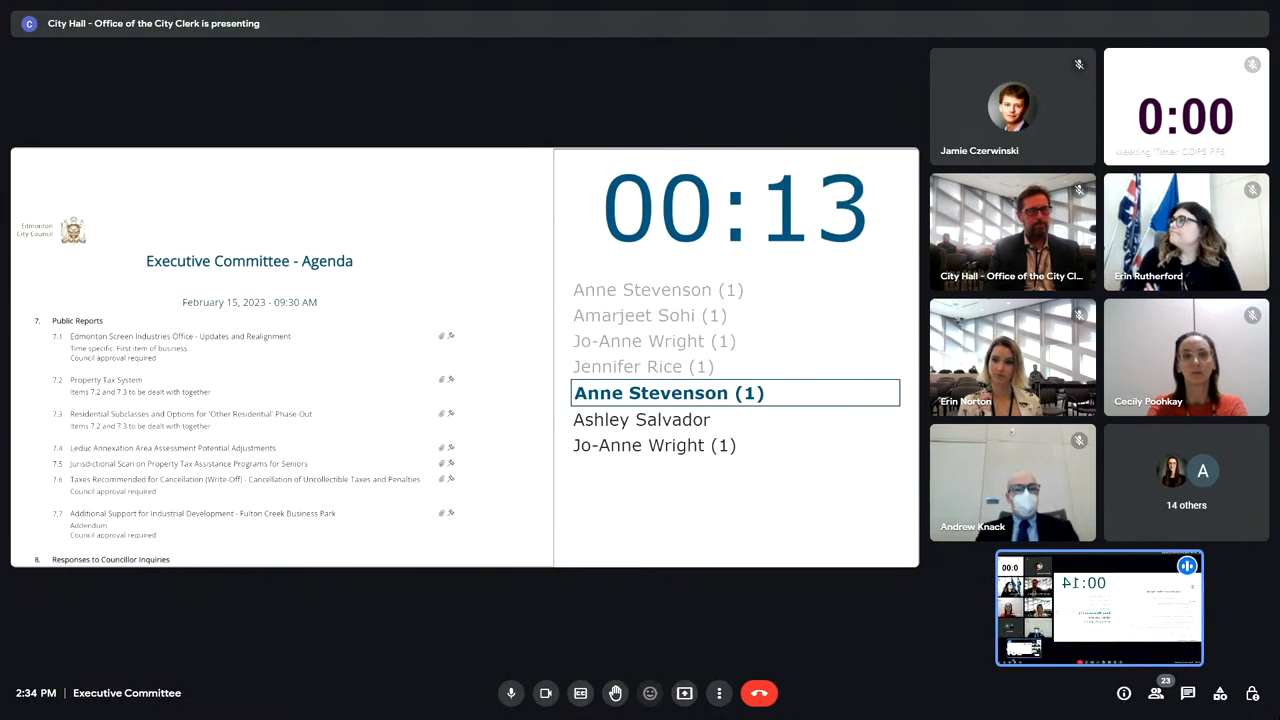 C City Hall - Office of the City Clerk is presenting
Edmonton
City Council
Executive Committee - Agenda
February 15, 2023 - 09:30 AM
7. Public Reports
7.1 Edmonton Screen Industries Office - Updates and Realignment
Time specific: First item of business
Council approval required
7.2 Property Tax System
Items 7.2 and 7.3 to be dealt with together
7.3 Residential Subclasses and Options for 'Other Residential' Phase-Out
Items 7.2 and 7.3 to be dealt with together
7.4 Leduc Annexation Area Assessment Potential Adjustments
7.5 Jurisdictional Scan on Property Tax Assistance Programs for Seniors
7.6 Taxes Recommended for Cancellation (Write-Off) - Cancellation of Uncollectible Taxes and Penalties
Council approval required
7.7 Additional Support for Industrial Development - Fulton Creek Business Park
Addendum
Council approval required
8. Responses to Councillor Inquiries
00:13
Anne Stevenson (1)
Amarjeet Sohi (1)
Jo-Anne Wright (1)
Jennifer Rice (1)
Anne Stevenson (1)
Ashley Salvador
Jo-Anne Wright (1)
Jamie Czerwinski
0:00
Meeting Timer COPS FPS
City Hall - Office of the City Cl...
Erin Rutherford
Erin Norton
Cecily Poohkay
Andrew Knack
A
14 others
00:0
00:14
2:34 PM | Executive Committee
23